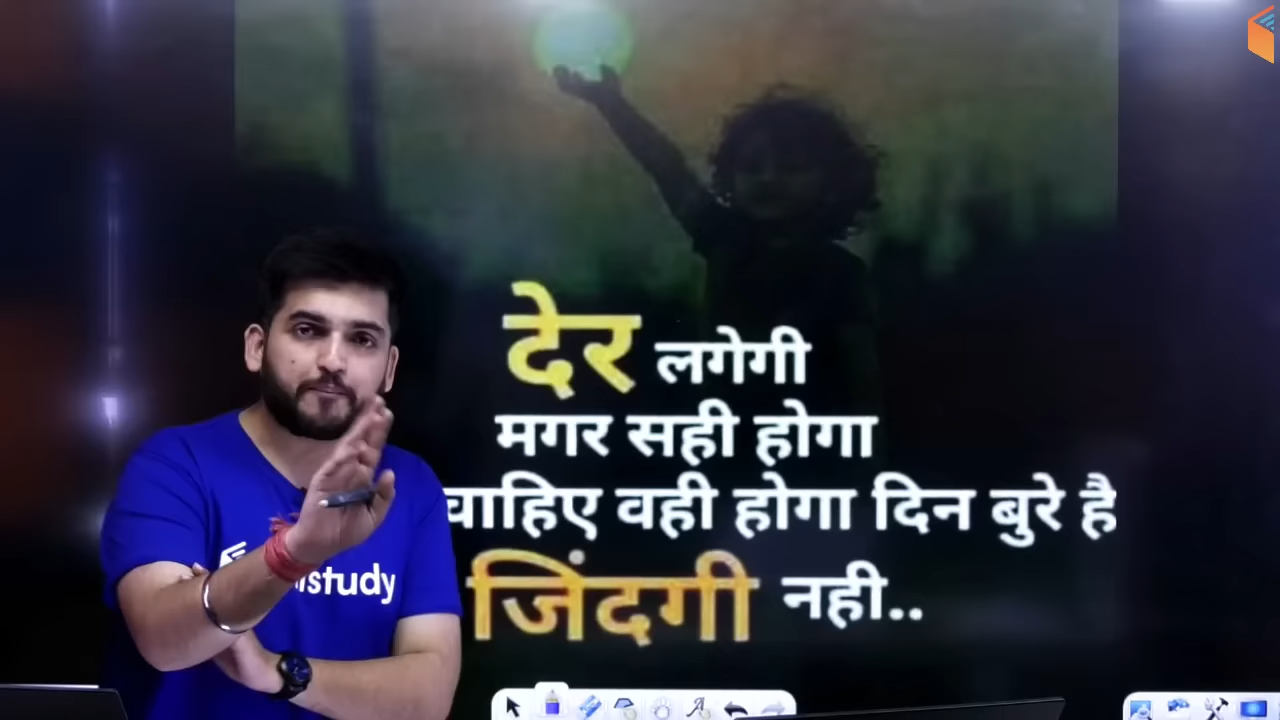 देर लगेगी
मगर सही होगा
चाहिए वही होगा दिन बुरे है
जिंदगी नही..
study